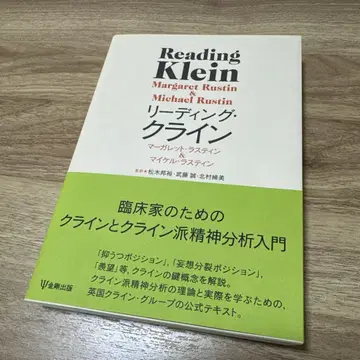 Reading
Klein
Margaret Rustin
&
Michael Rustin
リーディング・
クライン
マーガレット・ラスティン
&
マイケル・ラスティン
監訳●松木邦裕・武藤 誠・北村婦美
臨床家のための
クラインとクライン派精神分析入門
「抑うつポジション」、「妄想分裂ポジション」、
「羨望」等、クラインの鍵概念を解説。
クライン派精神分析の理論と実際を学ぶための、
英国クライン・グループの公式テキスト。
金剛出版